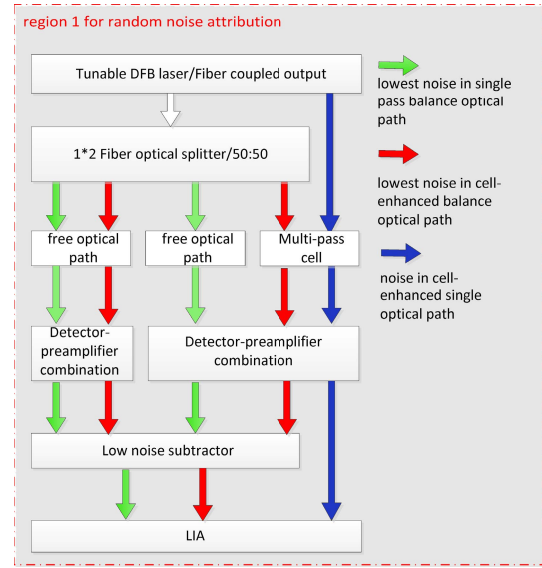 region 1 for random noise attribution
Tunable DFB laser/Fiber coupled output
lowest noise in single
pass balance optical
path
1*2 Fiber optical splitter/50:50
lowest noise in cell-
enhanced balance
optical path
free optical
path
free optical
path
Multi-pass
cell
noise in cell-
enhanced single
optical path
Detector-
preamplifier
combination
Detector-preamplifier
combination
Low noise subtractor
LIA